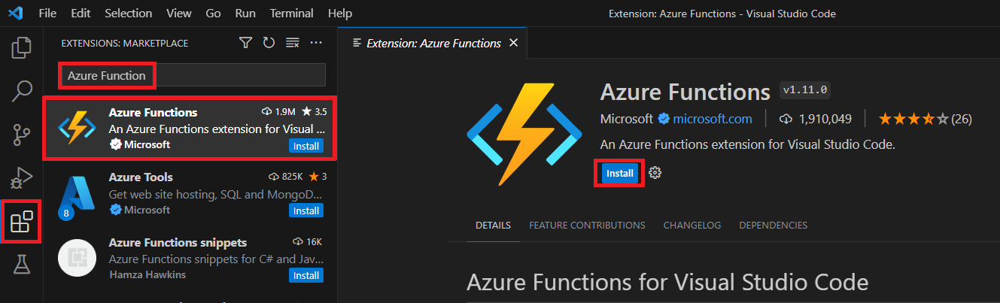 File Edit Selection View Go Run Terminal Help
Extension: Azure Functions - Visual Studio Code
EXTENSIONS: MARKETPLACE
Azure Function
Azure Functions 1.9M 3.5
An Azure Functions extension for Visual ...
Microsoft Install
Azure Tools 825K 3
Get web site hosting, SQL and MongoD...
8 Microsoft Install
Azure Functions snippets 16K
Azure Functions snippets for C# and Jav...
Hamza Hawkins Install
Extension: Azure Functions
Azure Functions v1.11.0
Microsoft microsoft.com 1,910,049 (26)
An Azure Functions extension for Visual Studio Code.
Install
DETAILS FEATURE CONTRIBUTIONS CHANGELOG DEPENDENCIES
Azure Functions for Visual Studio Code